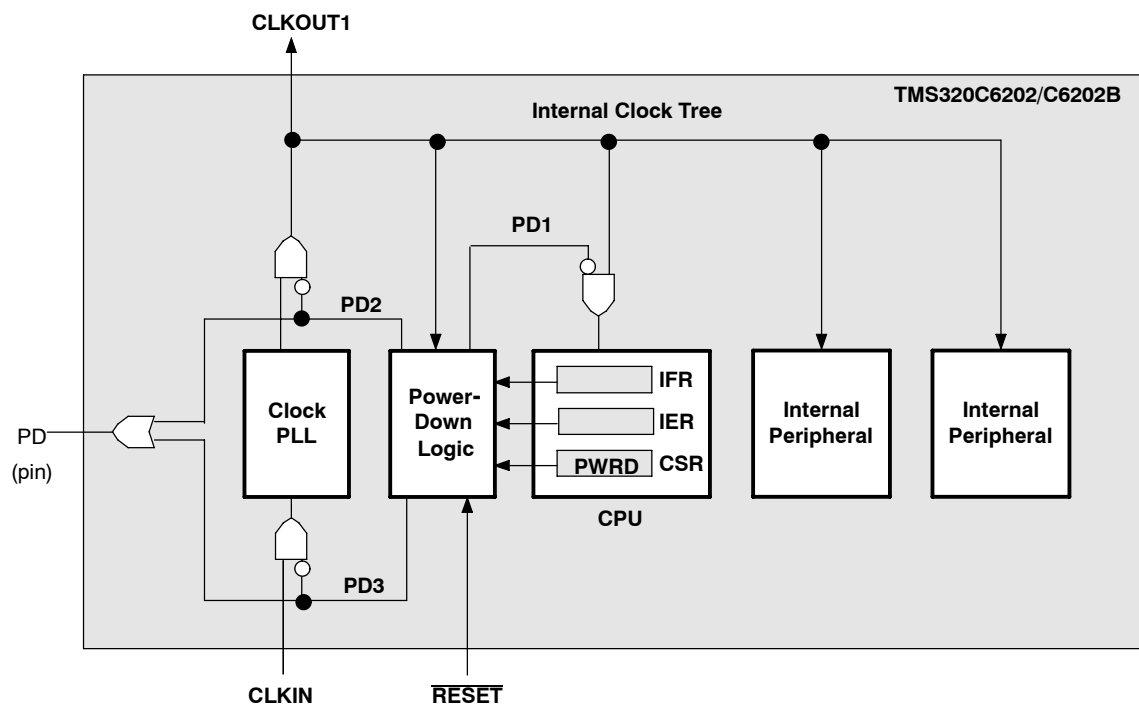 CLKOUT1
TMS320C6202/C6202B
Internal Clock Tree
PD1
PD2
Clock
PLL
Power-
Down
Logic
IFR
IER
PWRD CSR
CPU
Internal
Peripheral
Internal
Peripheral
PD
(pin)
PD3
CLKIN
RESET